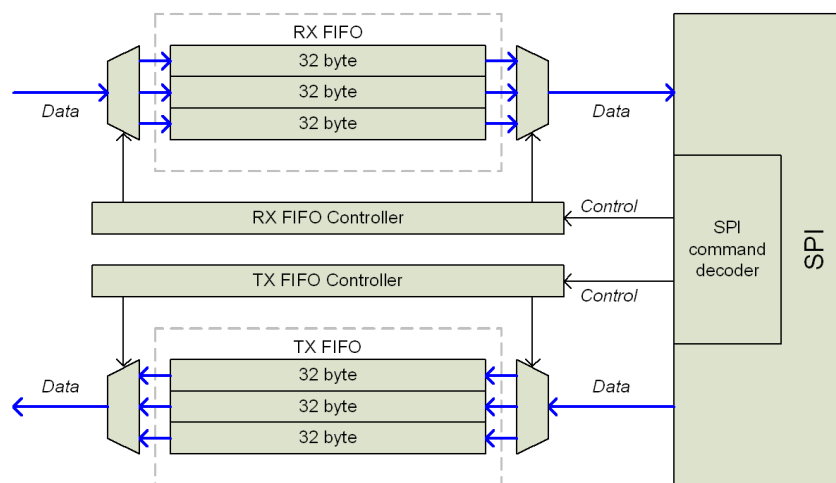 RX FIFO
32 byte
32 byte
32 byte
Data
Data
RX FIFO Controller
Control
SPI
command
decoder
SPI
TX FIFO Controller
Control
TX FIFO
32 byte
32 byte
32 byte
Data
Data